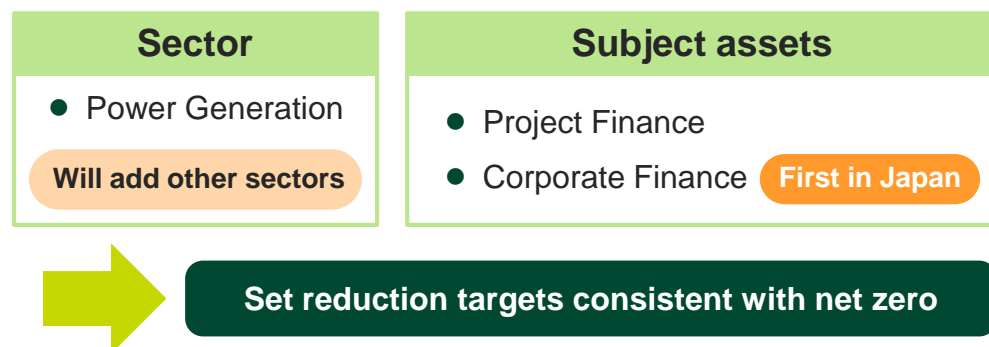 Sector
● Power Generation
Will add other sectors
Subject assets
● Project Finance
● Corporate Finance First in Japan
Set reduction targets consistent with net zero